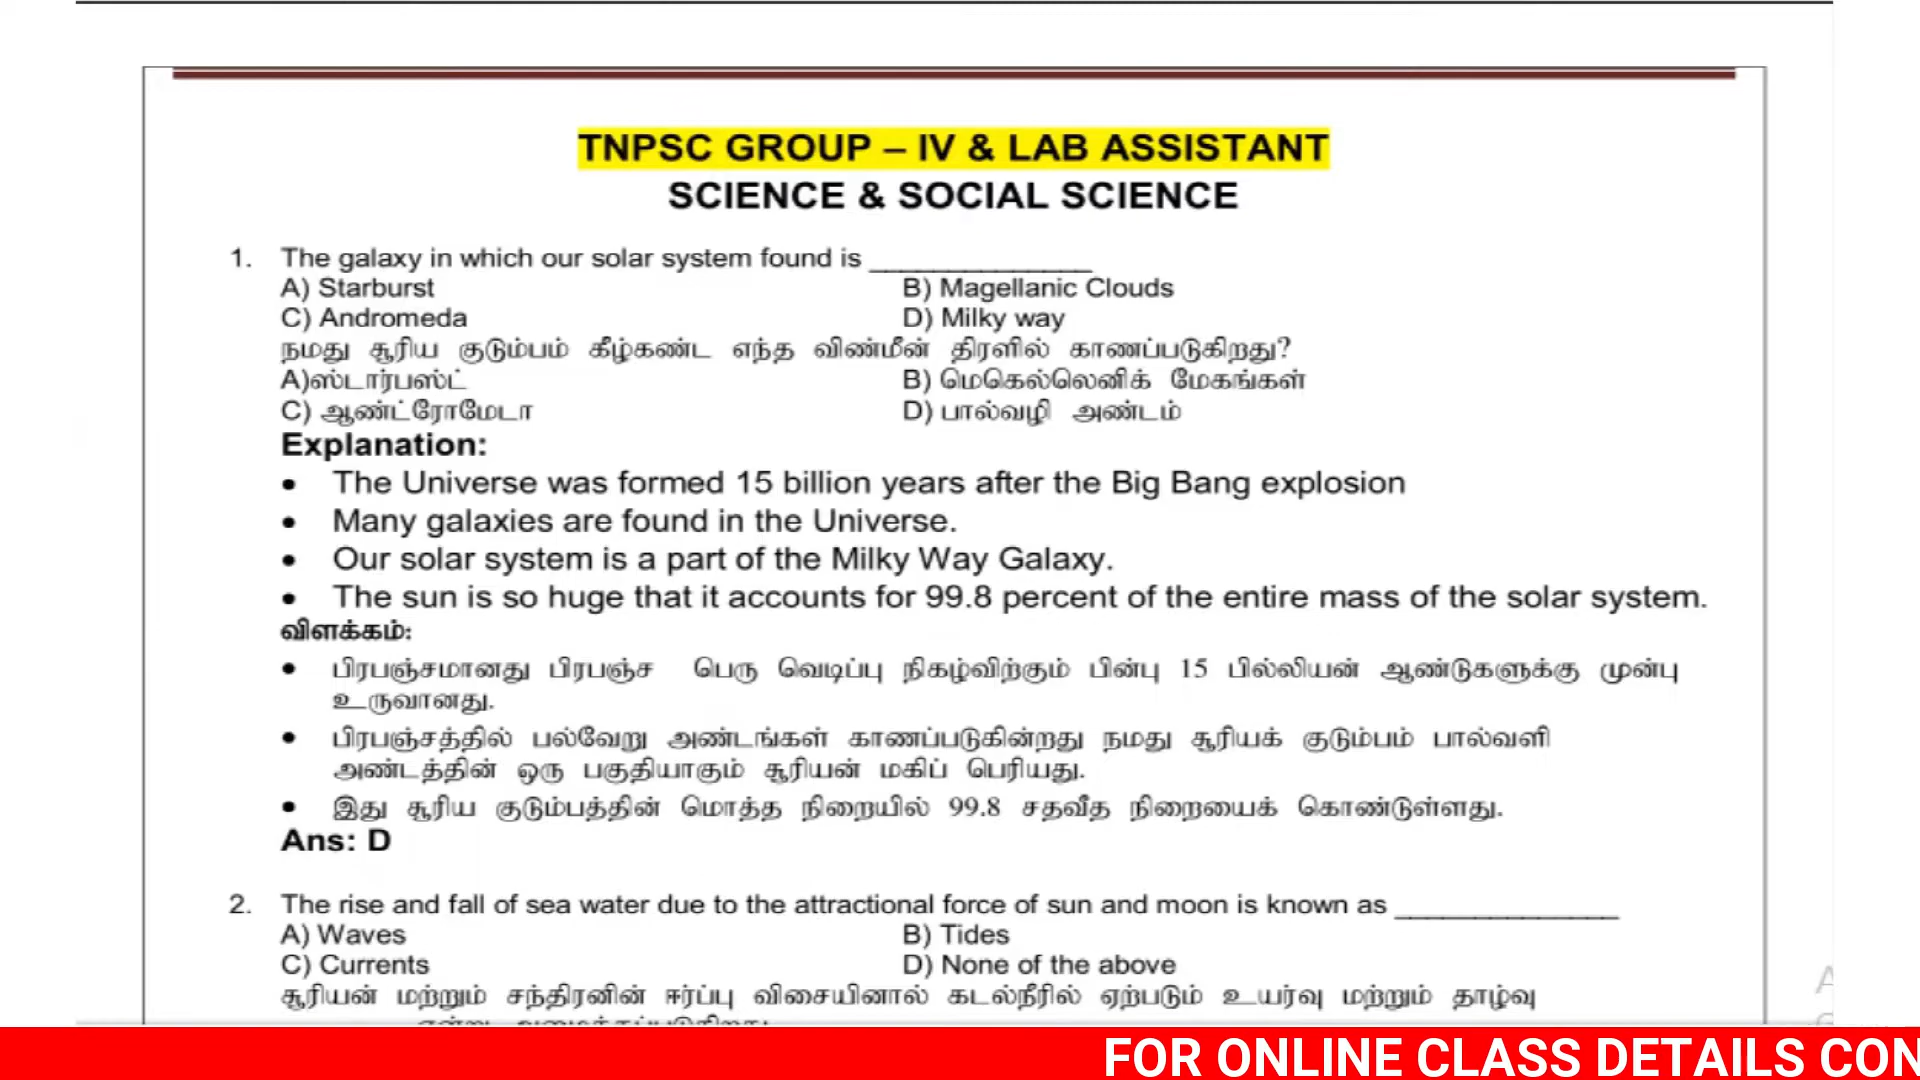 TNPSC GROUP – IV & LAB ASSISTANT
SCIENCE & SOCIAL SCIENCE
1. The galaxy in which our solar system found is ______________
A) Starburst B) Magellanic Clouds
C) Andromeda D) Milky way
நமது சூரிய குடும்பம் கீழ்கண்ட எந்த விண்மீன் திரளில் காணப்படுகிறது?
A)ஸ்டார்பஸ்ட் B) மெகெல்லெனிக் மேகங்கள்
C) ஆண்ட்ரோமேடா D) பால்வழி அண்டம்
Explanation:
• The Universe was formed 15 billion years after the Big Bang explosion
• Many galaxies are found in the Universe.
• Our solar system is a part of the Milky Way Galaxy.
• The sun is so huge that it accounts for 99.8 percent of the entire mass of the solar system.
விளக்கம்:
• பிரபஞ்சமானது பிரபஞ்ச பெரு வெடிப்பு நிகழ்விற்கும் பின்பு 15 பில்லியன் ஆண்டுகளுக்கு முன்பு
உருவானது.
• பிரபஞ்சத்தில் பல்வேறு அண்டங்கள் காணப்படுகின்றது நமது சூரியக் குடும்பம் பால்வளி
அண்டத்தின் ஒரு பகுதியாகும் சூரியன் மகிப் பெரியது.
• இது சூரிய குடும்பத்தின் மொத்த நிறையில் 99.8 சதவீத நிறையைக் கொண்டுள்ளது.
Ans: D
2. The rise and fall of sea water due to the attractional force of sun and moon is known as ______________
A) Waves B) Tides
C) Currents D) None of the above
சூரியன் மற்றும் சந்திரனின் ஈர்ப்பு விசையினால் கடல்நீரில் ஏற்படும் உயர்வு மற்றும் தாழ்வு
FOR ONLINE CLASS DETAILS CON